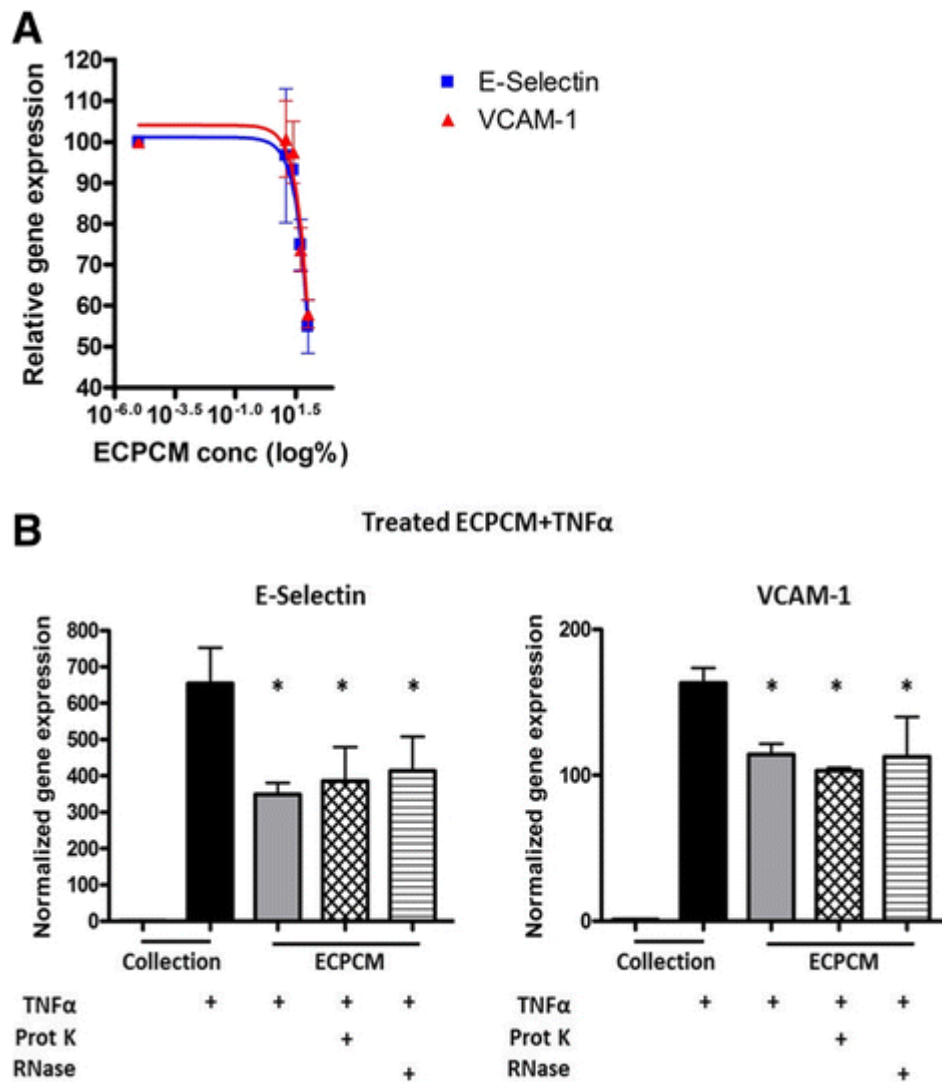 A
Relative gene expression
120
110
100
90
80
70
60
50
40
10^-6.0 10^-3.5 10^-1.0 10^1.5
ECPCM conc (log%)
E-Selectin
VCAM-1
B
Treated ECPCM+TNFα
E-Selectin
Normalized gene expression
800
700
600
500
400
300
200
100
0
* * *
Collection ECPCM
TNFα + + + +
Prot K +
RNase +
VCAM-1
Normalized gene expression
200
100
0
* * *
Collection ECPCM
TNFα + + + +
Prot K +
RNase +